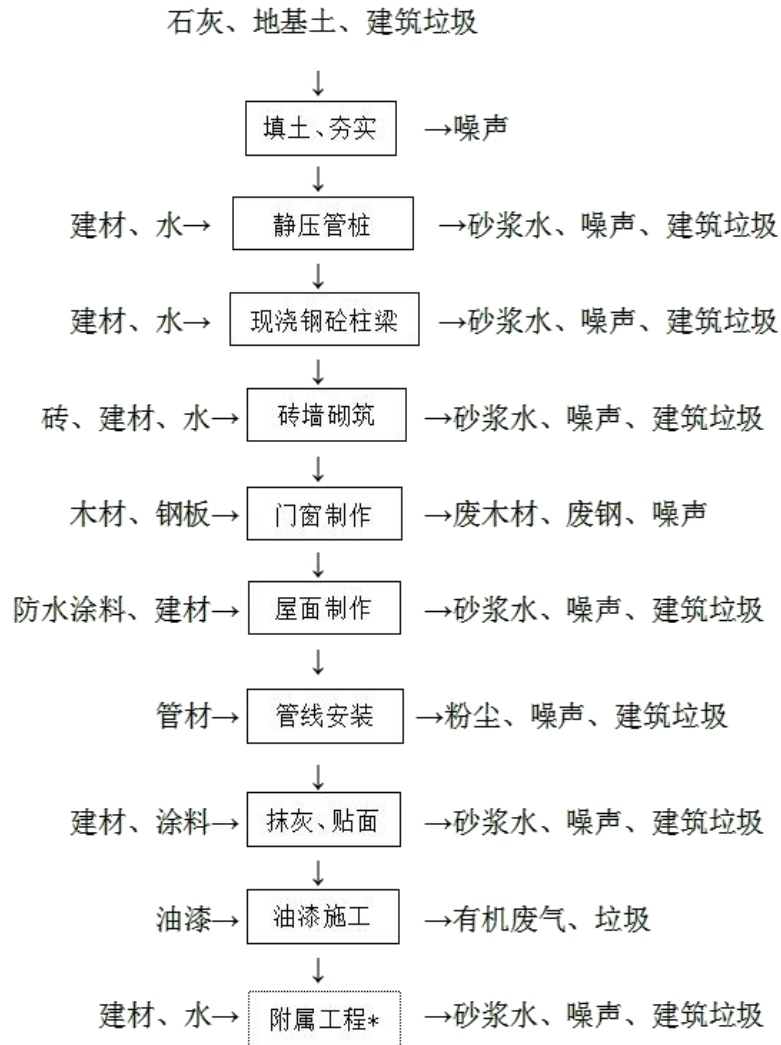 石灰、地基土、建筑垃圾
↓
填土、夯实 →噪声
↓
建材、水→ 静压管桩 →砂浆水、噪声、建筑垃圾
↓
建材、水→ 现浇钢砼柱梁 →砂浆水、噪声、建筑垃圾
↓
砖、建材、水→ 砖墙砌筑 →砂浆水、噪声、建筑垃圾
↓
木材、钢板→ 门窗制作 →废木材、废钢、噪声
↓
防水涂料、建材→ 屋面制作 →砂浆水、噪声、建筑垃圾
↓
管材→ 管线安装 →粉尘、噪声、建筑垃圾
↓
建材、涂料→ 抹灰、贴面 →砂浆水、噪声、建筑垃圾
↓
油漆→ 油漆施工 →有机废气、垃圾
↓
建材、水→ 附属工程* →砂浆水、噪声、建筑垃圾